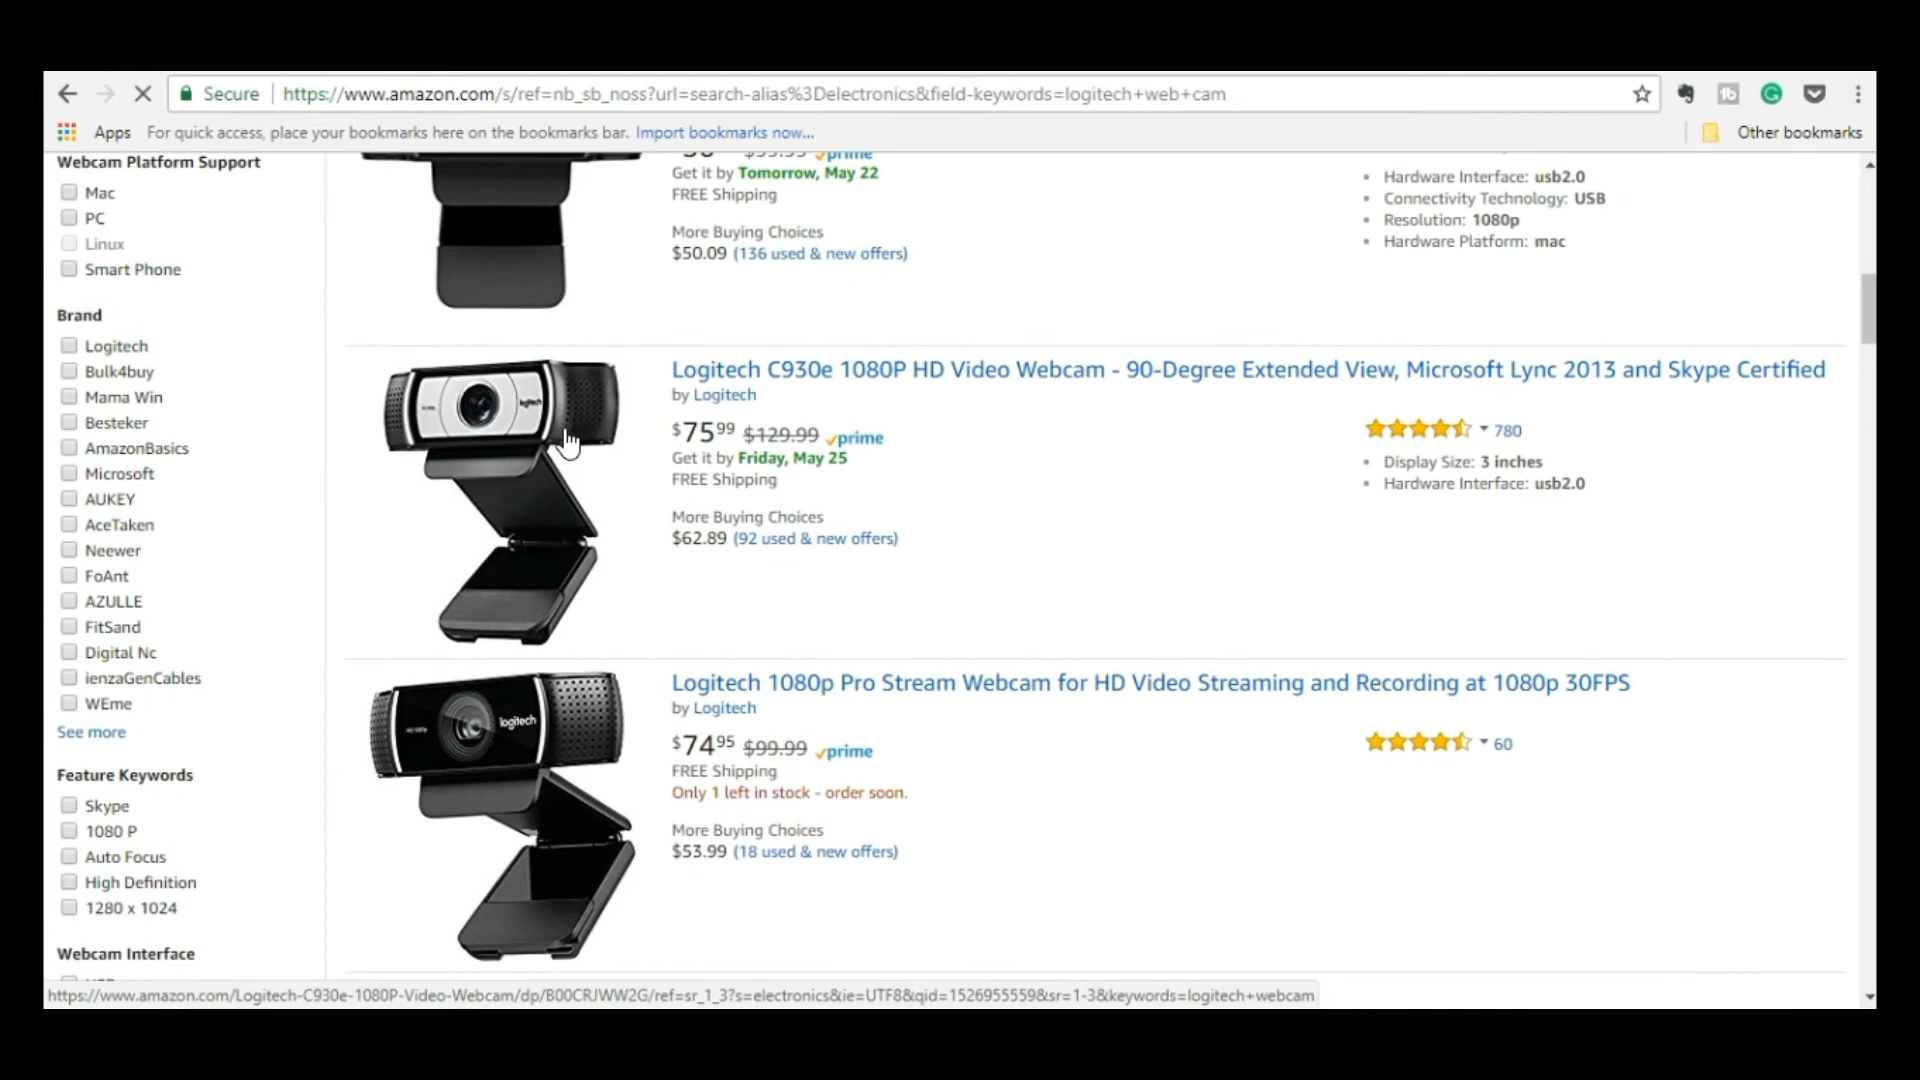 Secure https://www.amazon.com/s/ref=nb_sb_noss?url=search-alias%3Delectronics&field-keywords=logitech+web+cam
Apps For quick access, place your bookmarks here on the bookmarks bar. Import bookmarks now... Other bookmarks
Webcam Platform Support
Mac
PC
Linux
Smart Phone
Brand
Logitech
Bulk4buy
Mama Win
Besteker
AmazonBasics
Microsoft
AUKEY
AceTaken
Neewer
FoAnt
AZULLE
FitSand
Digital Nc
ienzaGenCables
WEme
See more
Feature Keywords
Skype
1080 P
Auto Focus
High Definition
1280 x 1024
Webcam Interface
prime
Get it by Tomorrow, May 22
FREE Shipping
More Buying Choices
$50.09 (136 used & new offers)
Hardware Interface: usb2.0
Connectivity Technology: USB
Resolution: 1080p
Hardware Platform: mac
logitech
Logitech C930e 1080P HD Video Webcam - 90-Degree Extended View, Microsoft Lync 2013 and Skype Certified
by Logitech
$75 99 $129.99 prime
Get it by Friday, May 25
FREE Shipping
More Buying Choices
$62.89 (92 used & new offers)
780
Display Size: 3 inches
Hardware Interface: usb2.0
logitech
Logitech 1080p Pro Stream Webcam for HD Video Streaming and Recording at 1080p 30FPS
by Logitech
$74 95 $99.99 prime
FREE Shipping
Only 1 left in stock - order soon.
More Buying Choices
$53.99 (18 used & new offers)
60
https://www.amazon.com/Logitech-C930e-1080P-Video-Webcam/dp/B00CRJWW2G/ref=sr_1_3?s=electronics&ie=UTF8&qid=1526955559&sr=1-3&keywords=logitech+webcam